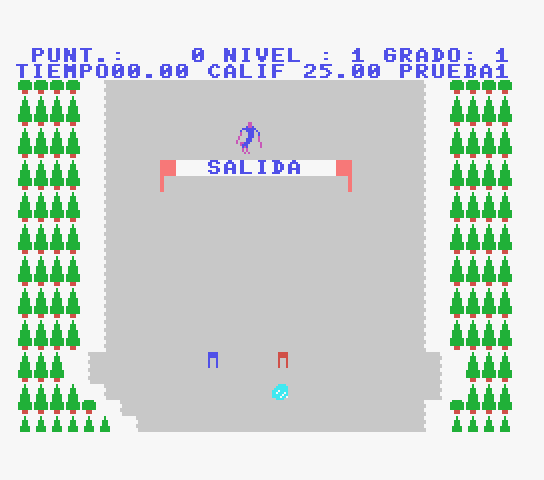 PUNT.: 0 NIVEL : 1 GRADO: 1
TIEMPO00.00 CALIF 25.00 PRUEBA1
SALIDA